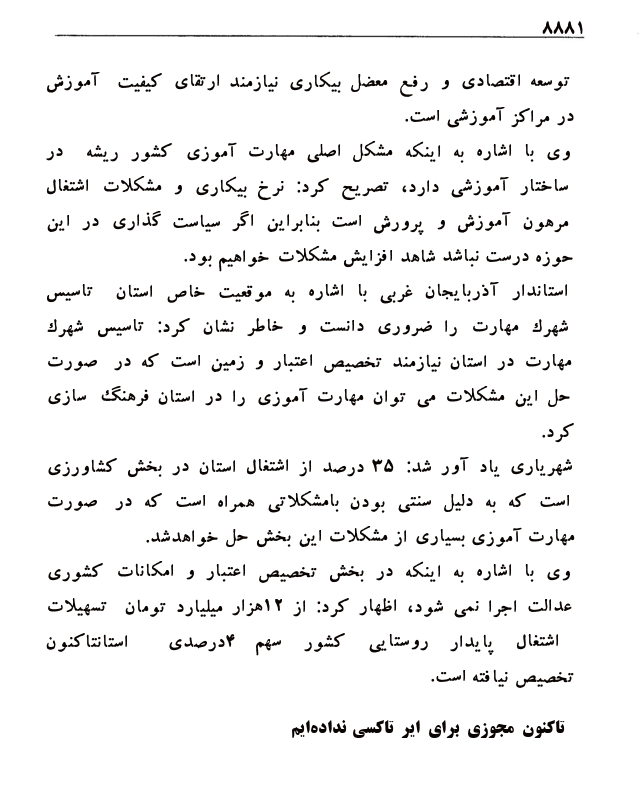 ۸۸۸۱
توسعه اقتصادی و رفع معضل بیکاری نیازمند ارتقای کیفیت آموزش
در مراکز آموزشی است.
وی با اشاره به اینکه مشکل اصلی مهارت آموزی کشور ریشه در
ساختار آموزشی دارد، تصریح کرد: نرخ بیکاری و مشکلات اشتغال
مرهون آموزش و پرورش است بنابراین اگر سیاست گذاری در این
حوزه درست نباشد شاهد افزایش مشکلات خواهیم بود.
استاندار آذربایجان غربی با اشاره به موقعیت خاص استان تاسیس
شهرك مهارت را ضروری دانست و خاطر نشان کرد: تاسیس شهرك
مهارت در استان نیازمند تخصیص اعتبار و زمین است که در صورت
حل این مشکلات می توان مهارت آموزی را در استان فرهنگ سازی
کرد.
شهریاری یاد آور شد: ۳۵ درصد از اشتغال استان در بخش کشاورزی
است که به دلیل سنتی بودن بامشکلاتی همراه است که در صورت
مهارت آموزی بسیاری از مشکلات این بخش حل خواهدشد.
وی با اشاره به اینکه در بخش تخصیص اعتبار و امکانات کشوری
عدالت اجرا نمی شود، اظهار کرد: از ۱۲هزار میلیارد تومان تسهیلات
اشتغال پایدار روستایی کشور سهم ۴درصدی استانتاکنون
تخصیص نیافته است.
تاکنون مجوزی برای ایر تاکسی نداده‌ایم